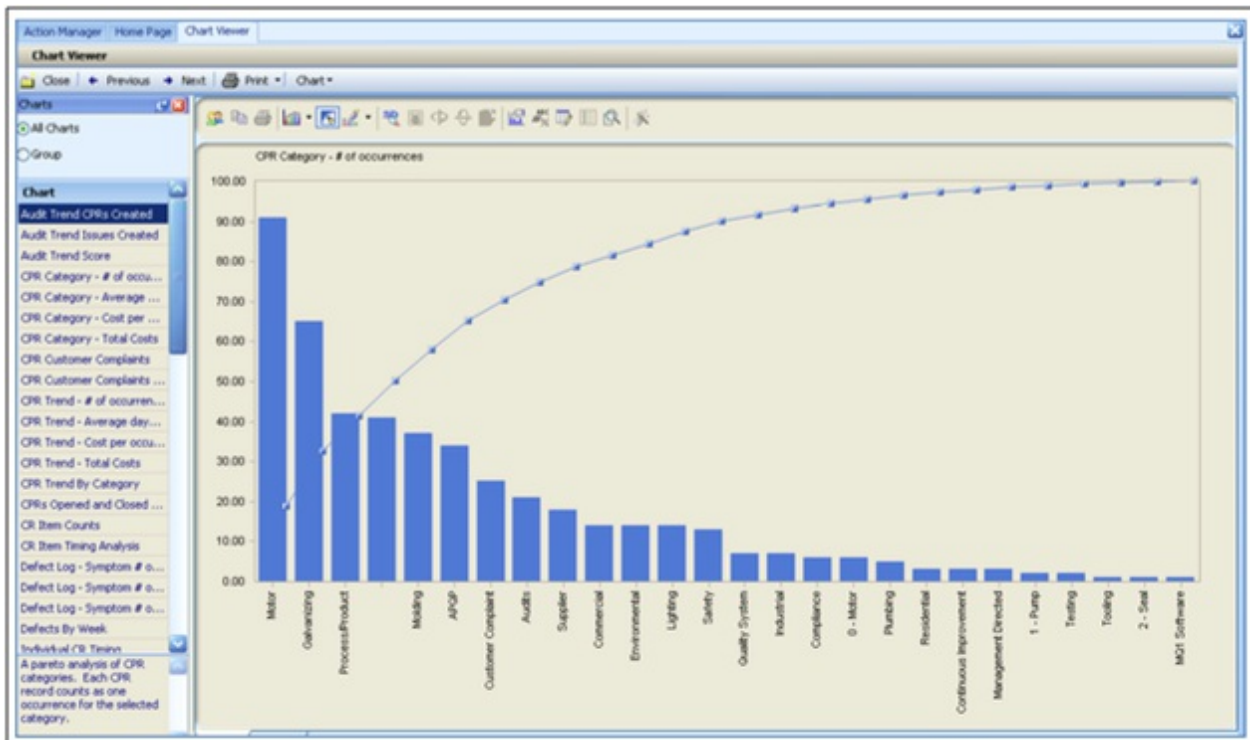 Action Manager Home Page Chart Viewer
Chart Viewer
Close Previous Next Print Chart
Charts
All Charts
Group
Chart
Audit Trend CPRs Created
Audit Trend Issues Created
Audit Trend Score
CPR Category - # of occu...
CPR Category - Average ...
CPR Category - Cost per ...
CPR Category - Total Costs
CPR Customer Complaints
CPR Customer Complaints ...
CPR Trend - # of occurren...
CPR Trend - Average day...
CPR Trend - Cost per occu...
CPR Trend - Total Costs
CPR Trend By Category
CPRs Opened and Closed ...
CR Item Counts
CR Item Timing Analysis
Defect Log - Symptom # o...
Defect Log - Symptom # o...
Defect Log - Symptom # o...
Defects By Week
Individual CR Timing
A pareto analysis of CPR
categories. Each CPR
record counts as one
occurrence for the selected
category.
CPR Category - # of occurrences
100.00
90.00
80.00
70.00
60.00
50.00
40.00
30.00
20.00
10.00
0.00
Motor
Galvanizing
Process/Product
Molding
APQP
Customer Complaint
Audits
Supplier
Commercial
Environmental
Lighting
Safety
Quality System
Industrial
Compliance
0 - Motor
Plumbing
Residential
Continuous Improvement
Management Directed
1 - Pump
Testing
Tooling
2 - Seal
MQ1 Software